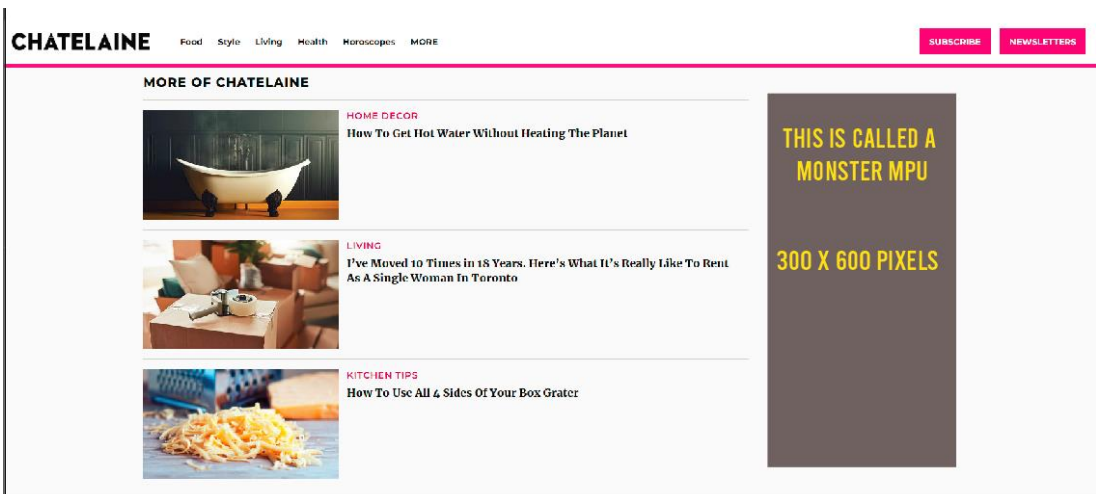 CHATELAINE
Food Style Living Health Horoscopes MORE
SUBSCRIBE NEWSLETTERS
MORE OF CHATELAINE
HOME DECOR
How To Get Hot Water Without Heating The Planet
LIVING
I've Moved 10 Times in 18 Years. Here's What It's Really Like To Rent
As A Single Woman In Toronto
KITCHEN TIPS
How To Use All 4 Sides Of Your Box Grater
THIS IS CALLED A
MONSTER MPU
300 X 600 PIXELS